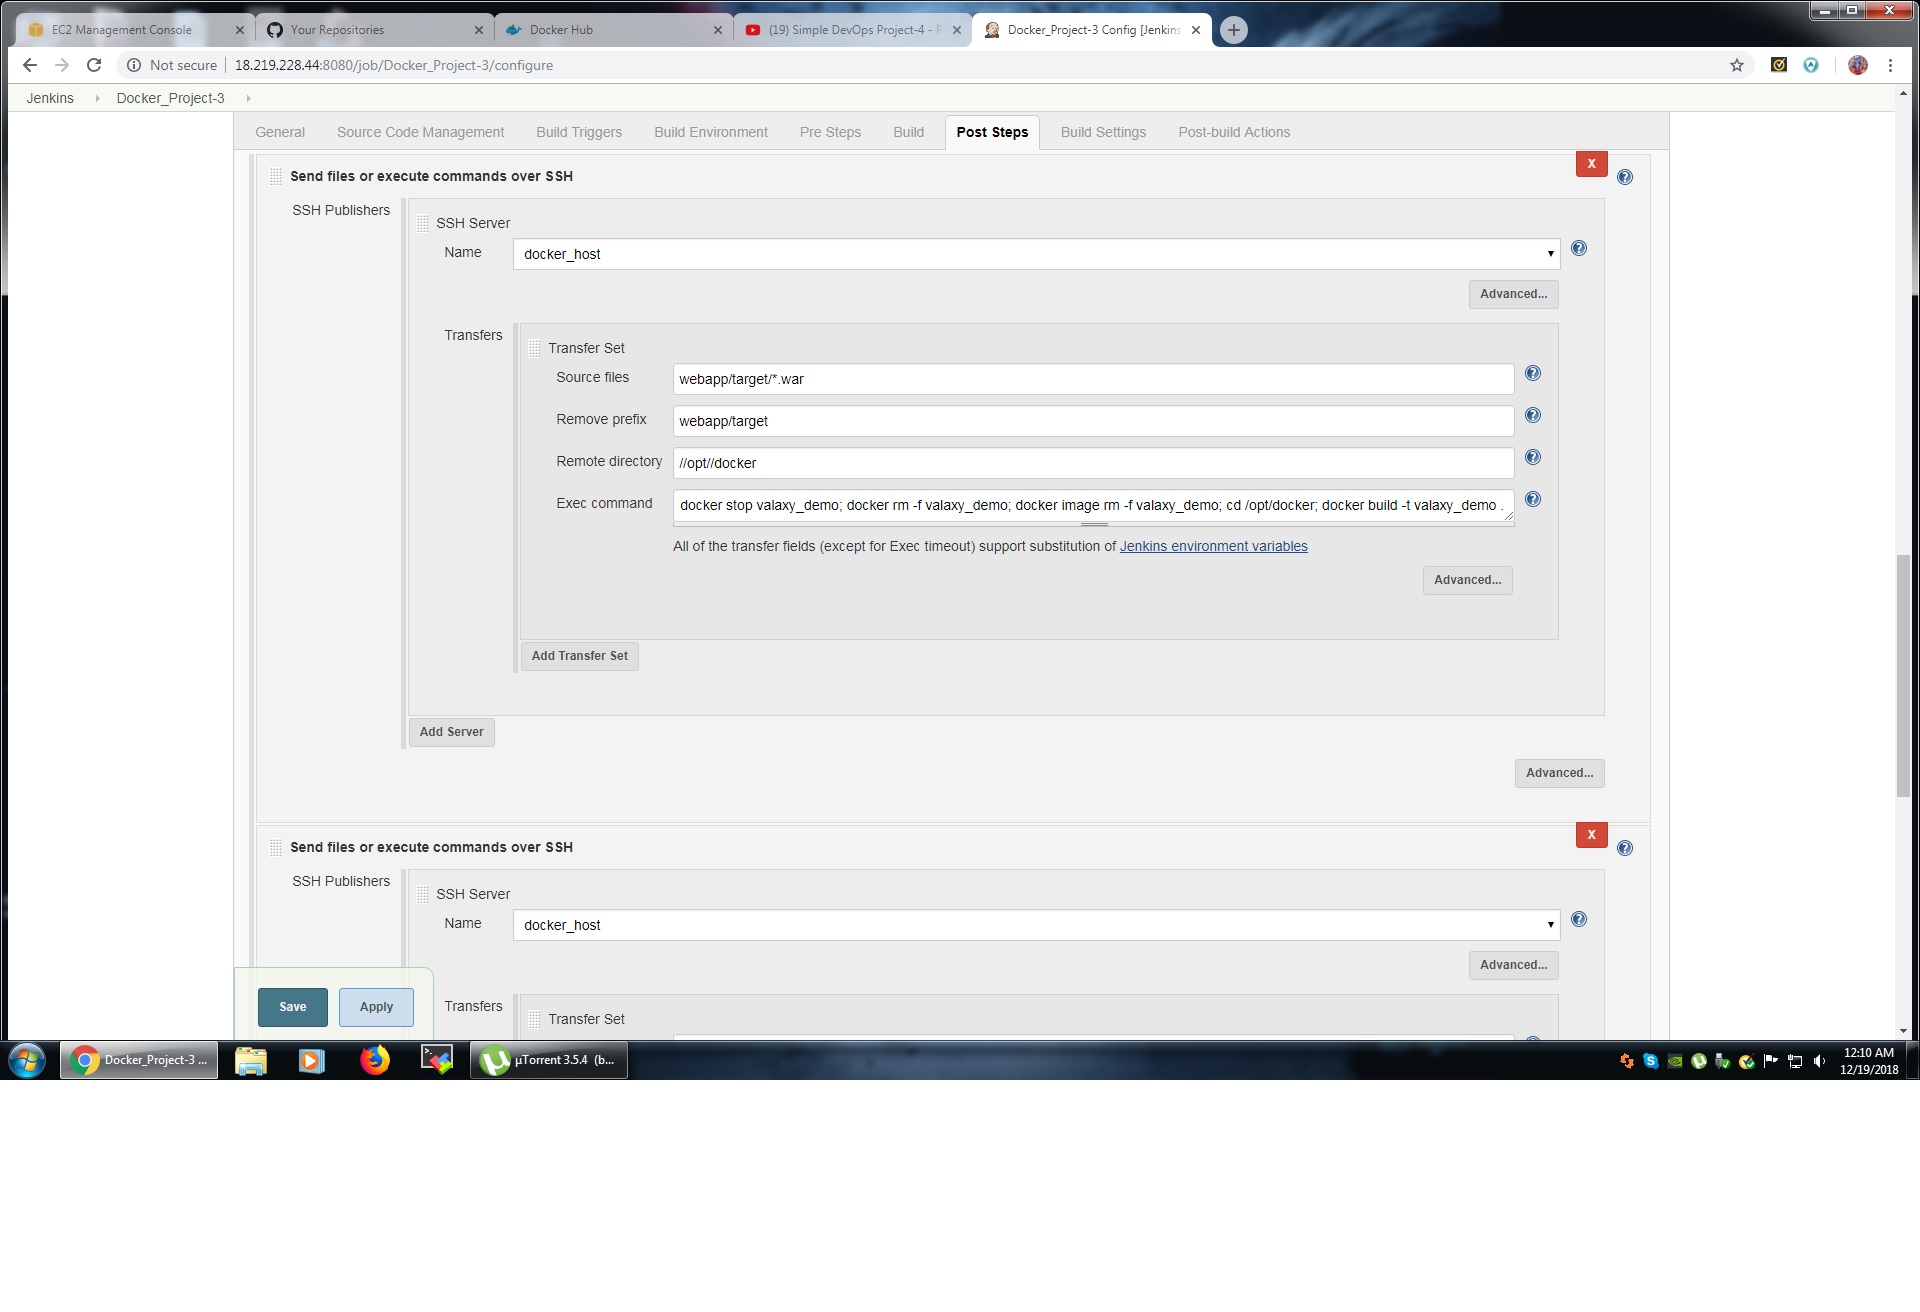 EC2 Management Console
Your Repositories
Docker Hub
(19) Simple DevOps Project-4 - P
Docker_Project-3 Config [Jenkins
Not secure
18.219.228.44:8080/job/Docker_Project-3/configure
Jenkins
Docker_Project-3
General
Source Code Management
Build Triggers
Build Environment
Pre Steps
Build
Post Steps
Build Settings
Post-build Actions
X
Send files or execute commands over SSH
SSH Publishers
SSH Server
Name
docker_host
Advanced...
Transfers
Transfer Set
Source files
webapp/target/*.war
Remove prefix
webapp/target
Remote directory
//opt//docker
Exec command
docker stop valaxy_demo; docker rm -f valaxy_demo; docker image rm -f valaxy_demo; cd /opt/docker; docker build -t valaxy_demo .
All of the transfer fields (except for Exec timeout) support substitution of Jenkins environment variables
Advanced...
Add Transfer Set
Add Server
Advanced...
X
Send files or execute commands over SSH
SSH Publishers
SSH Server
Name
docker_host
Advanced...
Save
Apply
Transfers
Transfer Set
Docker_Project-3 ...
µTorrent 3.5.4 (b...
12:10 AM
12/19/2018